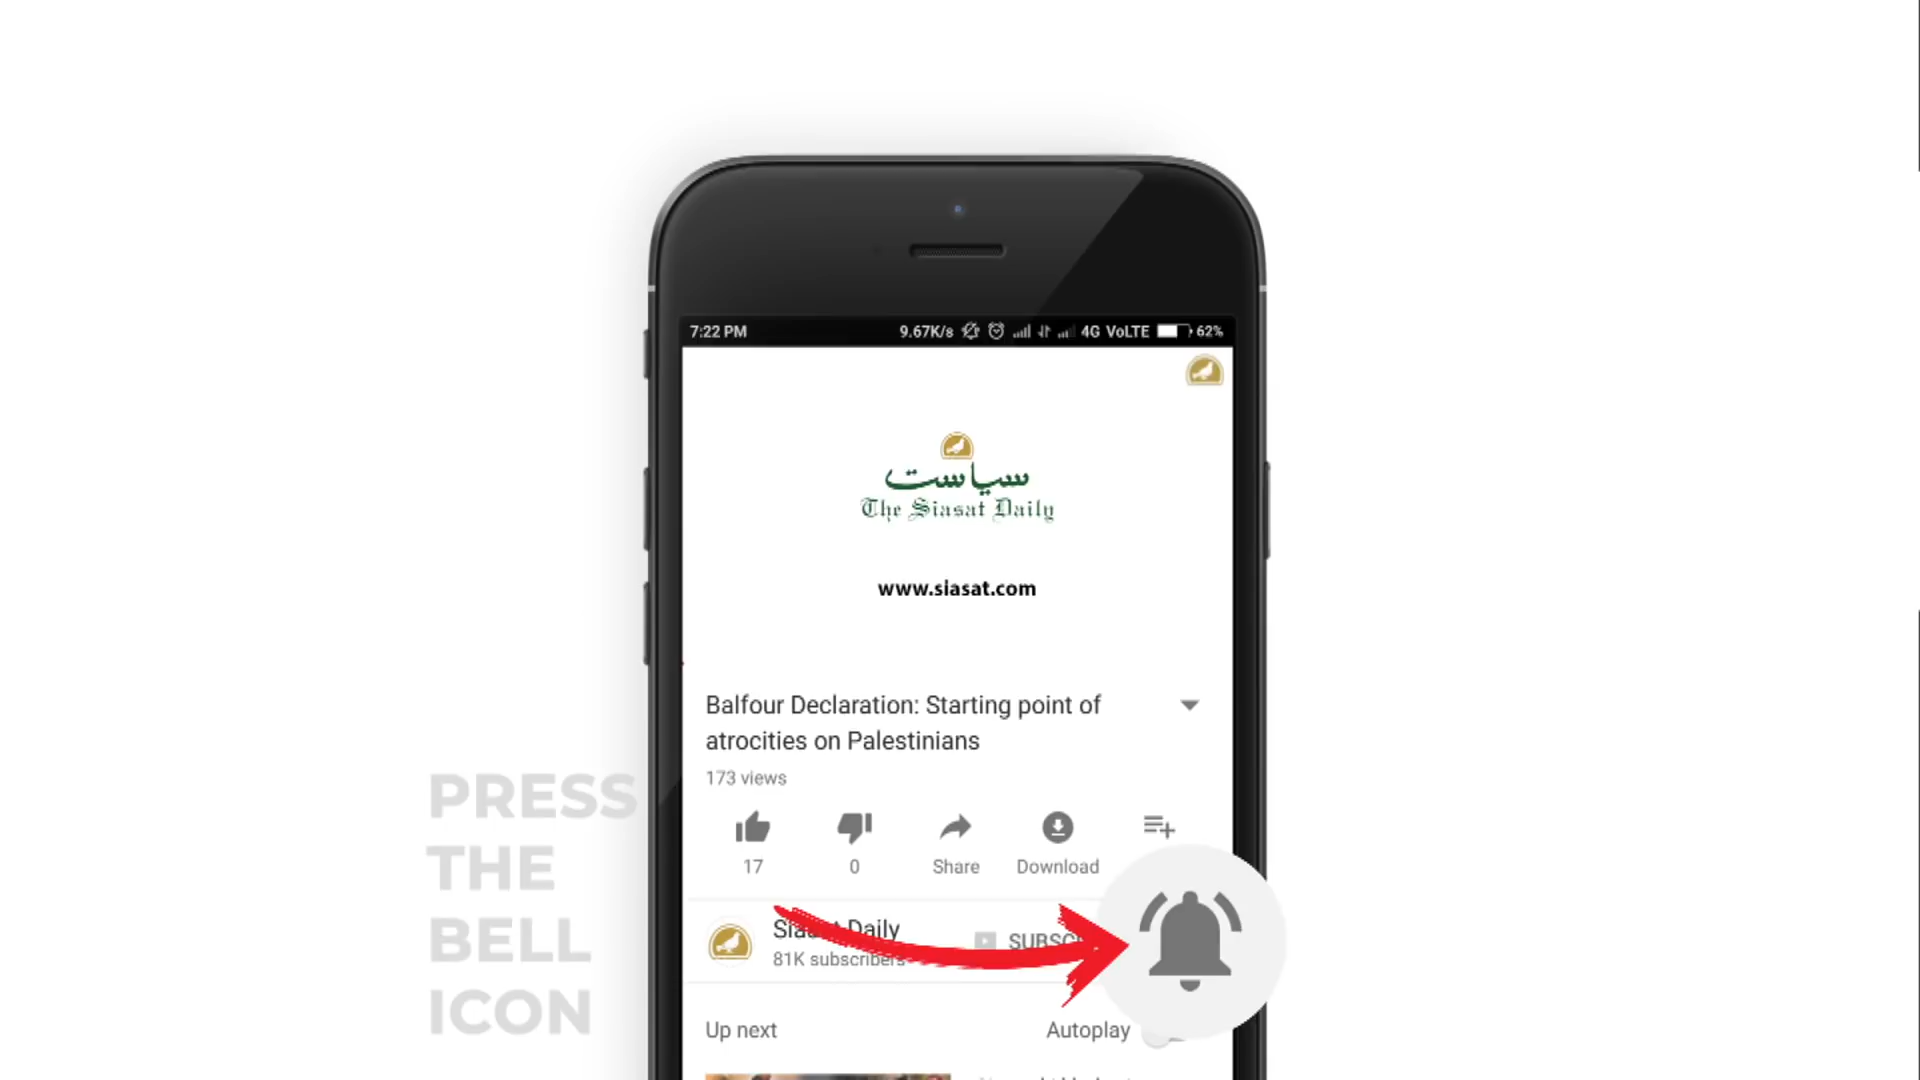 7:22 PM 9.67K/s 4G VoLTE 62%
سیاست
The Siasat Daily
www.siasat.com
Balfour Declaration: Starting point of
atrocities on Palestinians
173 views
17 0 Share Download
Siasat Daily
81K subscribers
Up next Autoplay
PRESS
THE
BELL
ICON